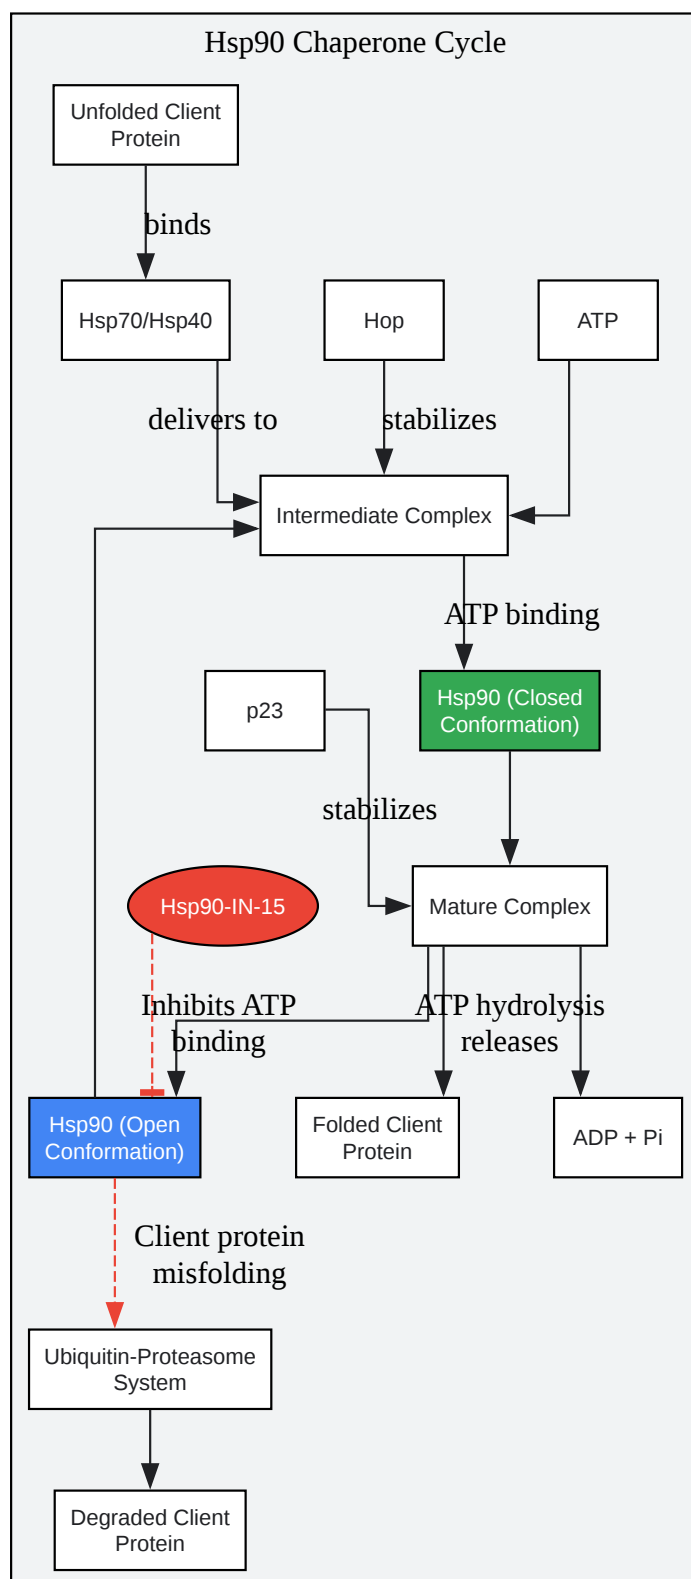 Hsp90 Chaperone Cycle
Unfolded Client
Protein
binds
Hsp70/Hsp40
Hop
ATP
delivers to
stabilizes
Intermediate Complex
ATP binding
p23
Hsp90 (Closed
Conformation)
stabilizes
Hsp90-IN-15
Mature Complex
Inhibits ATP
binding
ATP hydrolysis
releases
Hsp90 (Open
Conformation)
Folded Client
Protein
ADP + Pi
Client protein
misfolding
Ubiquitin-Proteasome
System
Degraded Client
Protein